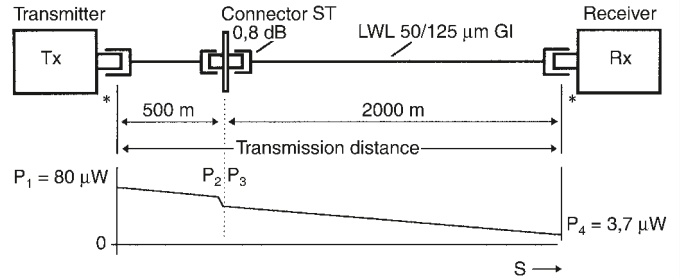 Transmitter
Connector ST
Receiver
0,8 dB
LWL 50/125 µm GI
Tx
Rx
*
*
500 m
2000 m
Transmission distance
P₁ = 80 µW
P₂
P₃
P₄ = 3,7 µW
0
S